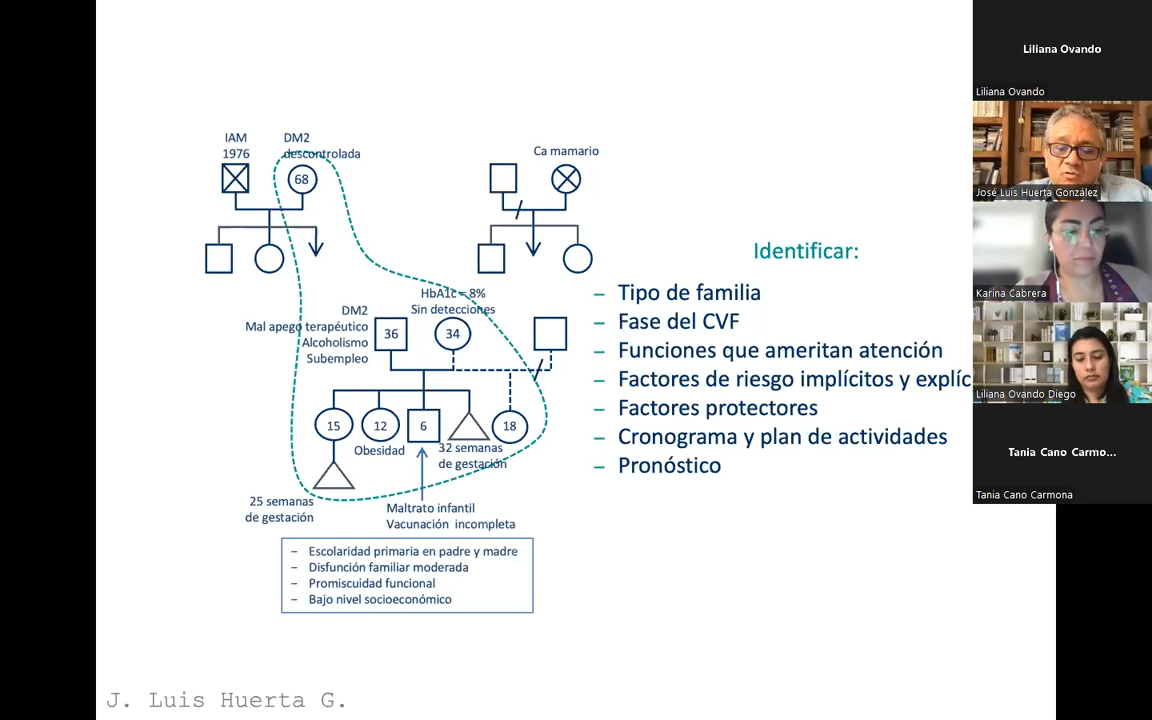 IAM
1976
DM2
descontrolada
68
Ca mamario
DM2
Mal apego terapéutico
Alcoholismo
Subempleo
36
HbA1c = 8%
Sin detecciones
34
15
12
6
18
Obesidad
32 semanas
de gestación
25 semanas
de gestación
Maltrato infantil
Vacunación incompleta
– Escolaridad primaria en padre y madre
– Disfunción familiar moderada
– Promiscuidad funcional
– Bajo nivel socioeconómico
Identificar:
– Tipo de familia
– Fase del CVF
– Funciones que ameritan atención
– Factores de riesgo implícitos y explíc
– Factores protectores
– Cronograma y plan de actividades
– Pronóstico
J. Luis Huerta G.
Liliana Ovando
Liliana Ovando
José Luis Huerta González
Karina Cabrera
Liliana Ovando Diego
Tania Cano Carmo...
Tania Cano Carmona